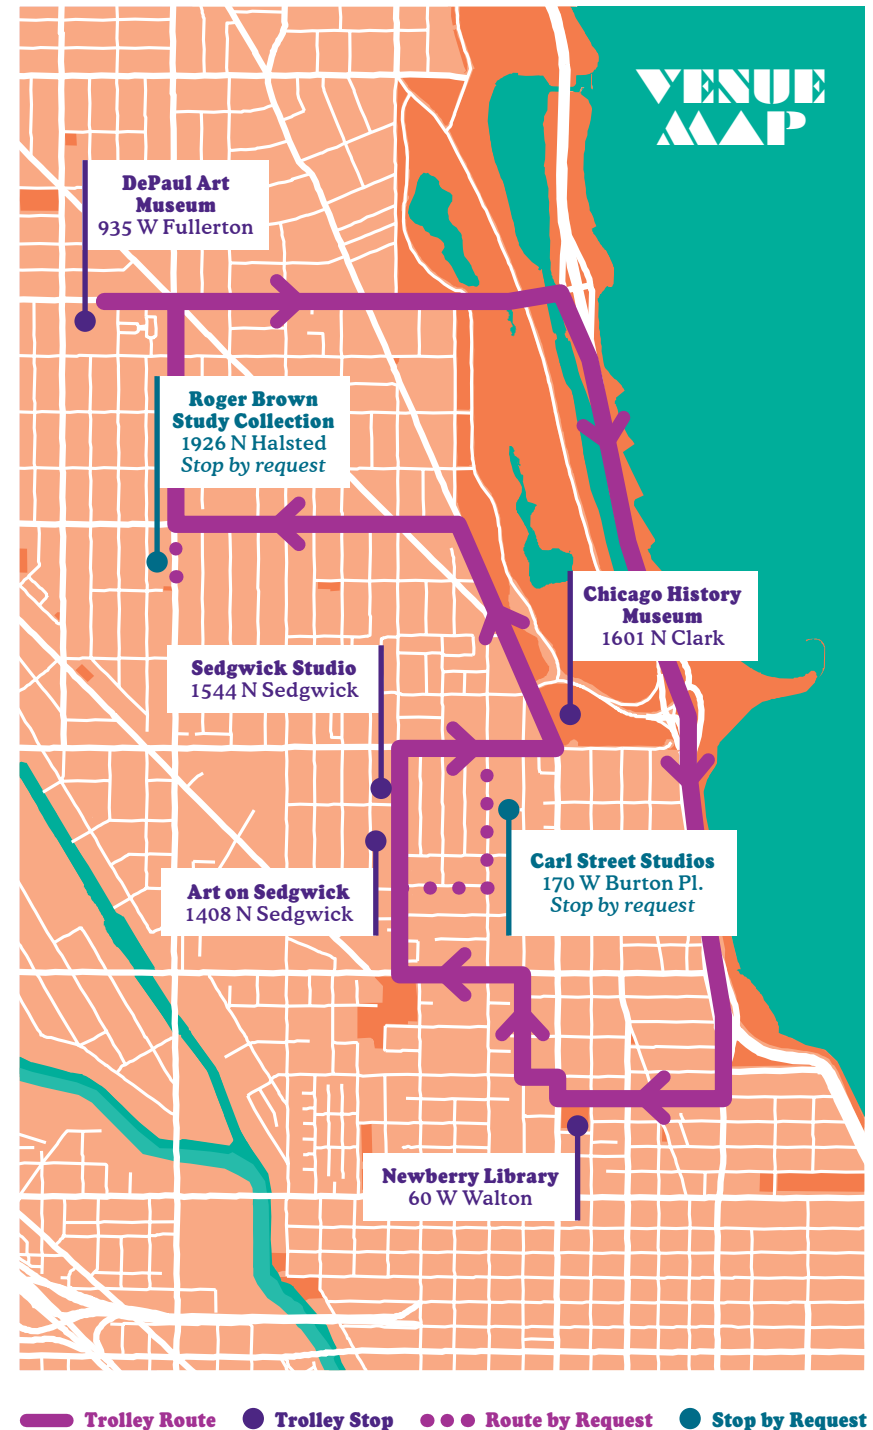 VENUE
MAP
DePaul Art
Museum
935 W Fullerton
Roger Brown
Study Collection
1926 N Halsted
Stop by request
Chicago History
Museum
1601 N Clark
Sedgwick Studio
1544 N Sedgwick
Carl Street Studios
170 W Burton Pl.
Stop by request
Art on Sedgwick
1408 N Sedgwick
Newberry Library
60 W Walton
Trolley Route
Trolley Stop
Route by Request
Stop by Request